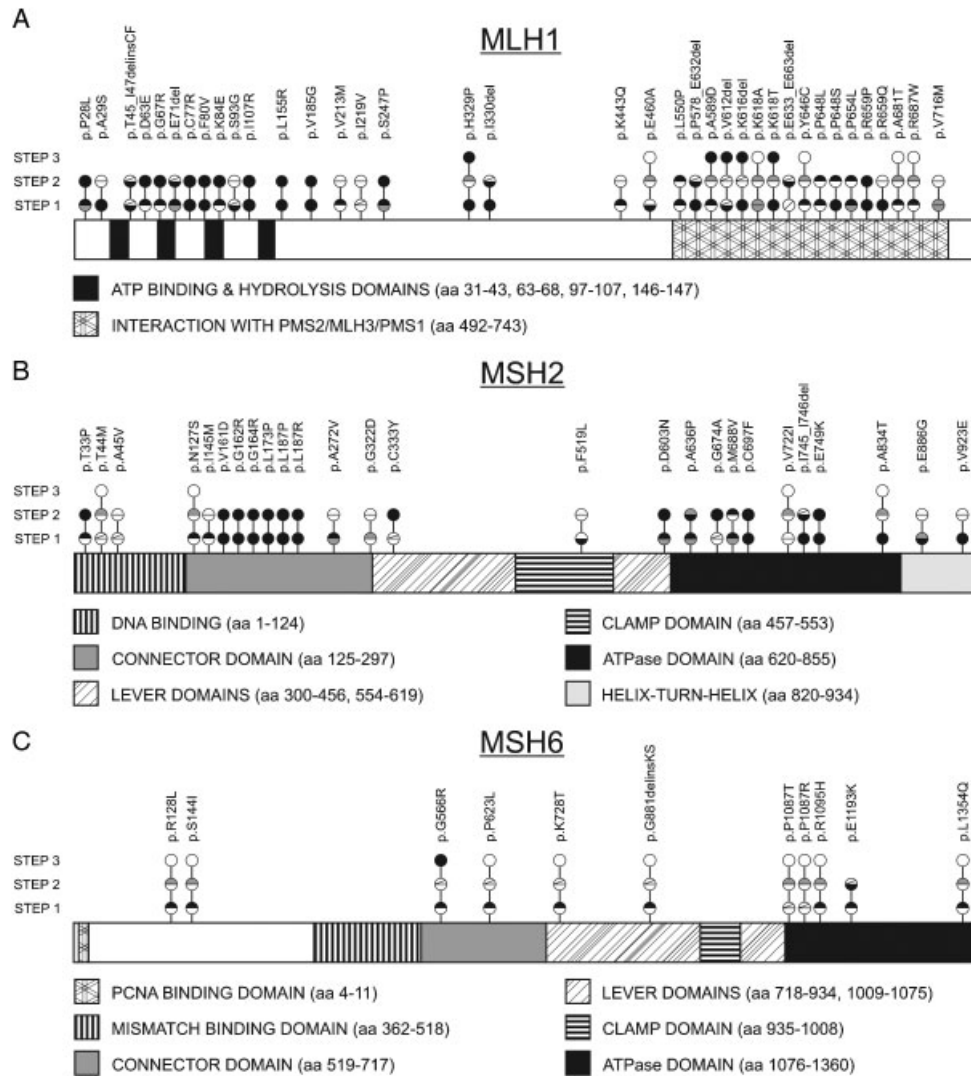 A
MLH1
p.P28L
p.A29S
p.T45_I47delinsCF
p.D63E
p.G67R
p.E71del
p.C77R
p.F80V
p.K84E
p.S93G
p.I107R
p.L155R
p.V185G
p.V213M
p.I219V
p.S247P
p.H329P
p.I330del
p.K443Q
p.E460A
p.L550P
p.P578_E632del
p.A589D
p.V612del
p.K616del
p.K618A
p.K618T
p.E633_E663del
p.Y646C
p.P648L
p.P648S
p.P654L
p.R659P
p.R659Q
p.A681T
p.R687W
p.V716M
STEP 3
STEP 2
STEP 1
ATP BINDING & HYDROLYSIS DOMAINS (aa 31-43, 63-68, 97-107, 146-147)
INTERACTION WITH PMS2/MLH3/PMS1 (aa 492-743)
B
MSH2
p.T33P
p.T44M
p.A45V
p.N127S
p.I145M
p.V161D
p.G162R
p.G164R
p.L173P
p.L187P
p.L187R
p.A272V
p.G322D
p.C333Y
p.F519L
p.D603N
p.A636P
p.G674A
p.M688V
p.C697F
p.V722I
p.I745_I746del
p.E749K
p.A834T
p.E886G
p.V923E
STEP 3
STEP 2
STEP 1
DNA BINDING (aa 1-124)
CONNECTOR DOMAIN (aa 125-297)
LEVER DOMAINS (aa 300-456, 554-619)
CLAMP DOMAIN (aa 457-553)
ATPase DOMAIN (aa 620-855)
HELIX-TURN-HELIX (aa 820-934)
C
MSH6
p.R128L
p.S144I
p.G566R
p.P623L
p.K728T
p.G881delinsKS
p.P1087T
p.P1087R
p.R1095H
p.E1193K
p.L1354Q
STEP 3
STEP 2
STEP 1
PCNA BINDING DOMAIN (aa 4-11)
MISMATCH BINDING DOMAIN (aa 362-518)
CONNECTOR DOMAIN (aa 519-717)
LEVER DOMAINS (aa 718-934, 1009-1075)
CLAMP DOMAIN (aa 935-1008)
ATPase DOMAIN (aa 1076-1360)